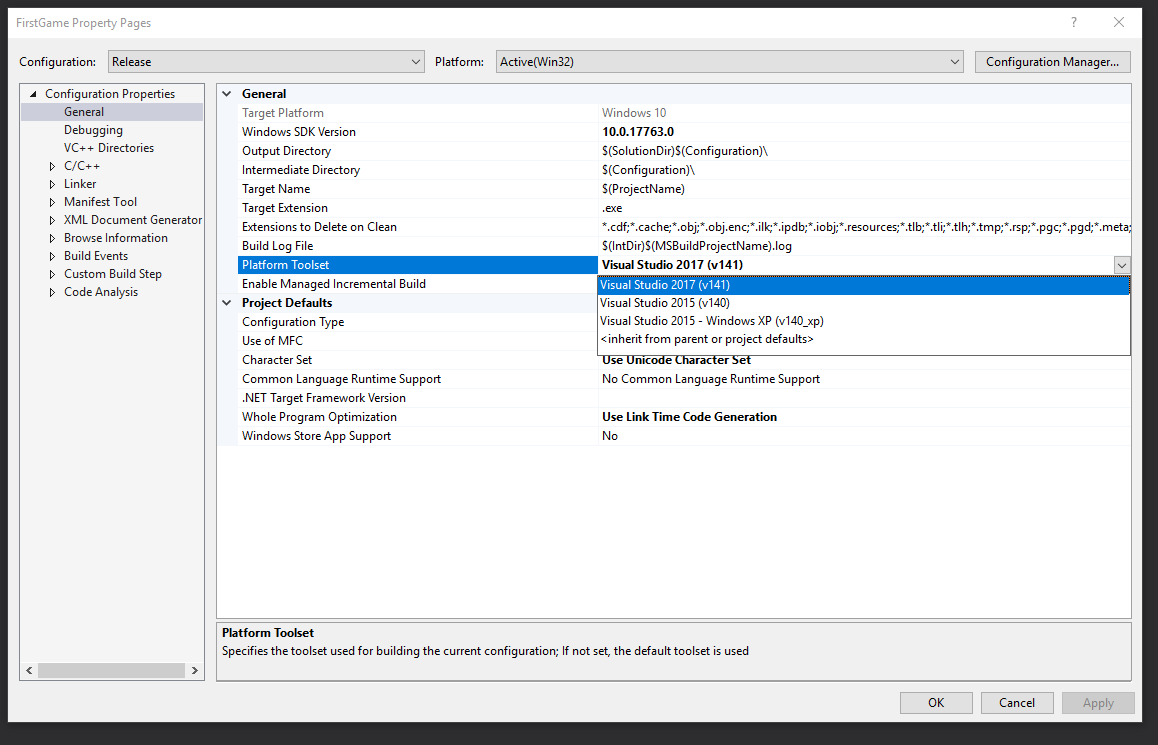 FirstGame Property Pages
Configuration: Release Platform: Active(Win32) Configuration Manager...
Configuration Properties
General
Debugging
VC++ Directories
C/C++
Linker
Manifest Tool
XML Document Generator
Browse Information
Build Events
Custom Build Step
Code Analysis
General
Target Platform Windows 10
Windows SDK Version 10.0.17763.0
Output Directory $(SolutionDir)$(Configuration)\
Intermediate Directory $(Configuration)\
Target Name $(ProjectName)
Target Extension .exe
Extensions to Delete on Clean *.cdf;*.cache;*.obj;*.obj.enc;*.ilk;*.ipdb;*.iobj;*.resources;*.tlb;*.tli;*.tlh;*.tmp;*.rsp;*.pgc;*.pgd;*.meta;
Build Log File $(IntDir)$(MSBuildProjectName).log
Platform Toolset Visual Studio 2017 (v141)
Enable Managed Incremental Build
Visual Studio 2017 (v141)
Visual Studio 2015 (v140)
Visual Studio 2015 - Windows XP (v140_xp)
<inherit from parent or project defaults>
Project Defaults
Configuration Type
Use of MFC
Character Set Use Unicode Character Set
Common Language Runtime Support No Common Language Runtime Support
.NET Target Framework Version
Whole Program Optimization Use Link Time Code Generation
Windows Store App Support No
Platform Toolset
Specifies the toolset used for building the current configuration; If not set, the default toolset is used
OK Cancel Apply